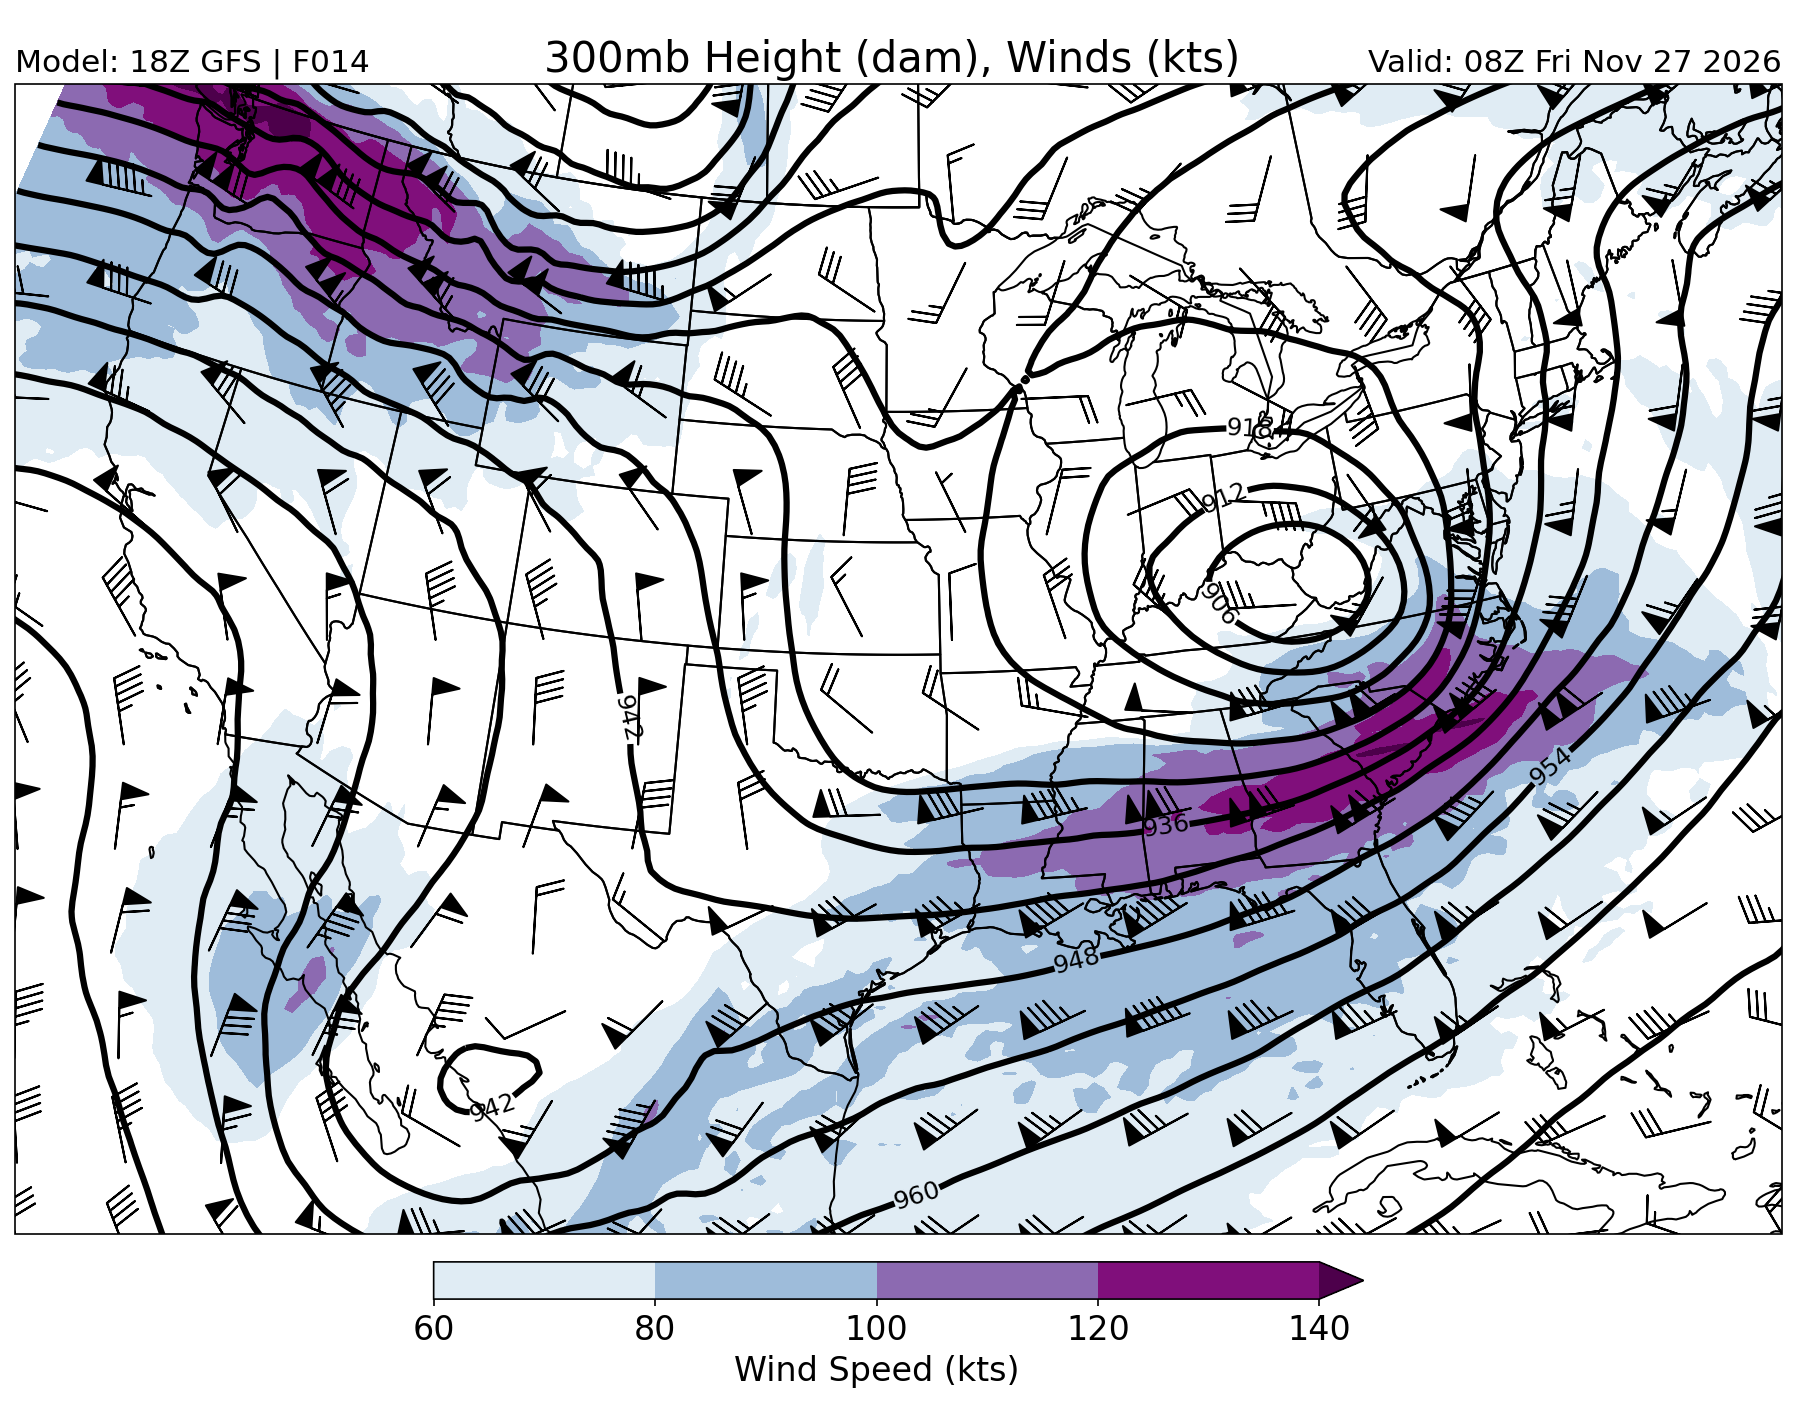 Model: 18Z GFS | F014
300mb Height (dam), Winds (kts)
Valid: 08Z Fri Nov 27 2026
912
906
942
954
936
948
942
960
60 80 100 120 140
Wind Speed (kts)